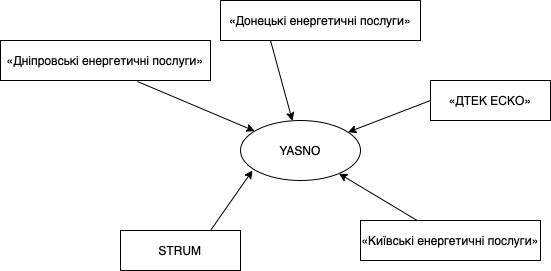 «Донецькі енергетичні послуги»
«Дніпровські енергетичні послуги»
«ДТЕК ЕСКО»
YASNO
«Київські енергетичні послуги»
STRUM